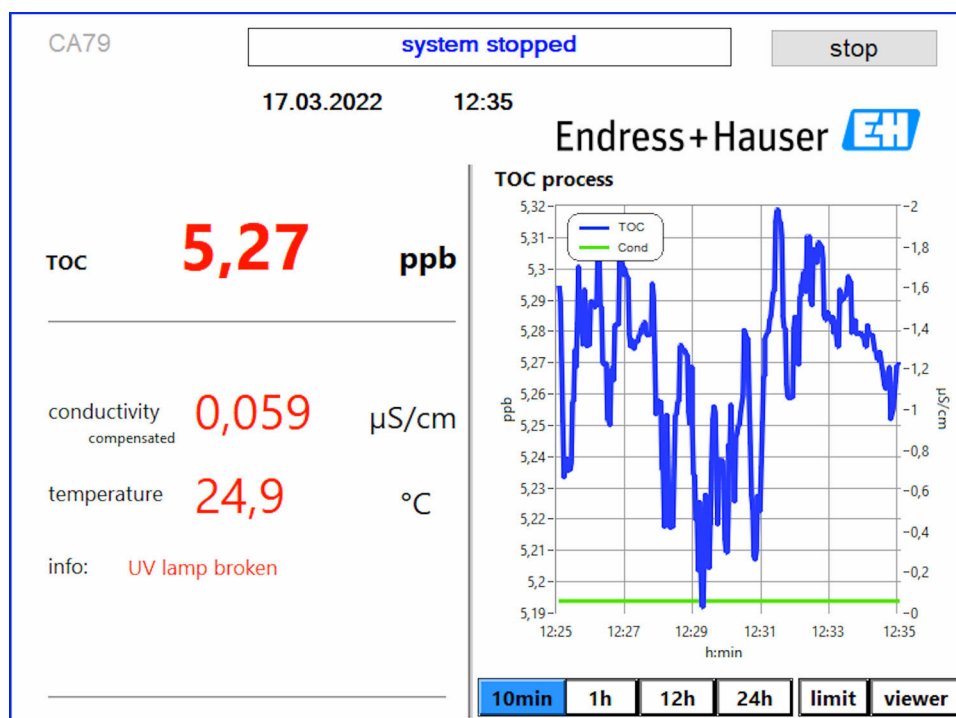 CA79
system stopped
stop
17.03.2022 12:35
Endress+Hauser EH
TOC process
TOC 5,27 ppb
conductivity 0,059 µS/cm
compensated
temperature 24,9 °C
info: UV lamp broken
TOC
Cond
5,32
5,31
5,3
5,29
5,28
5,27
5,26
5,25
5,24
5,23
5,22
5,21
5,2
5,19
ppb
2
1,8
1,6
1,4
1,2
1
0,8
0,6
0,4
0,2
0
µS/cm
12:25 12:27 12:29 12:31 12:33 12:35
h:min
10min 1h 12h 24h limit viewer